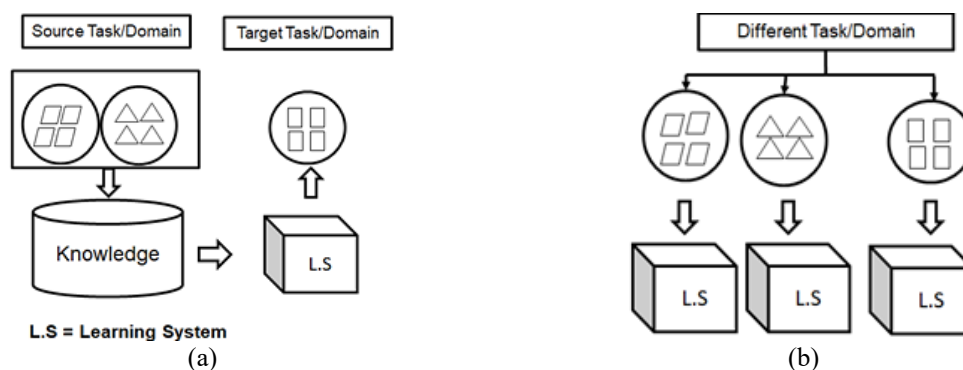 Source Task/Domain
Target Task/Domain
Knowledge
L.S
L.S = Learning System
(a)
Different Task/Domain
L.S
L.S
L.S
(b)